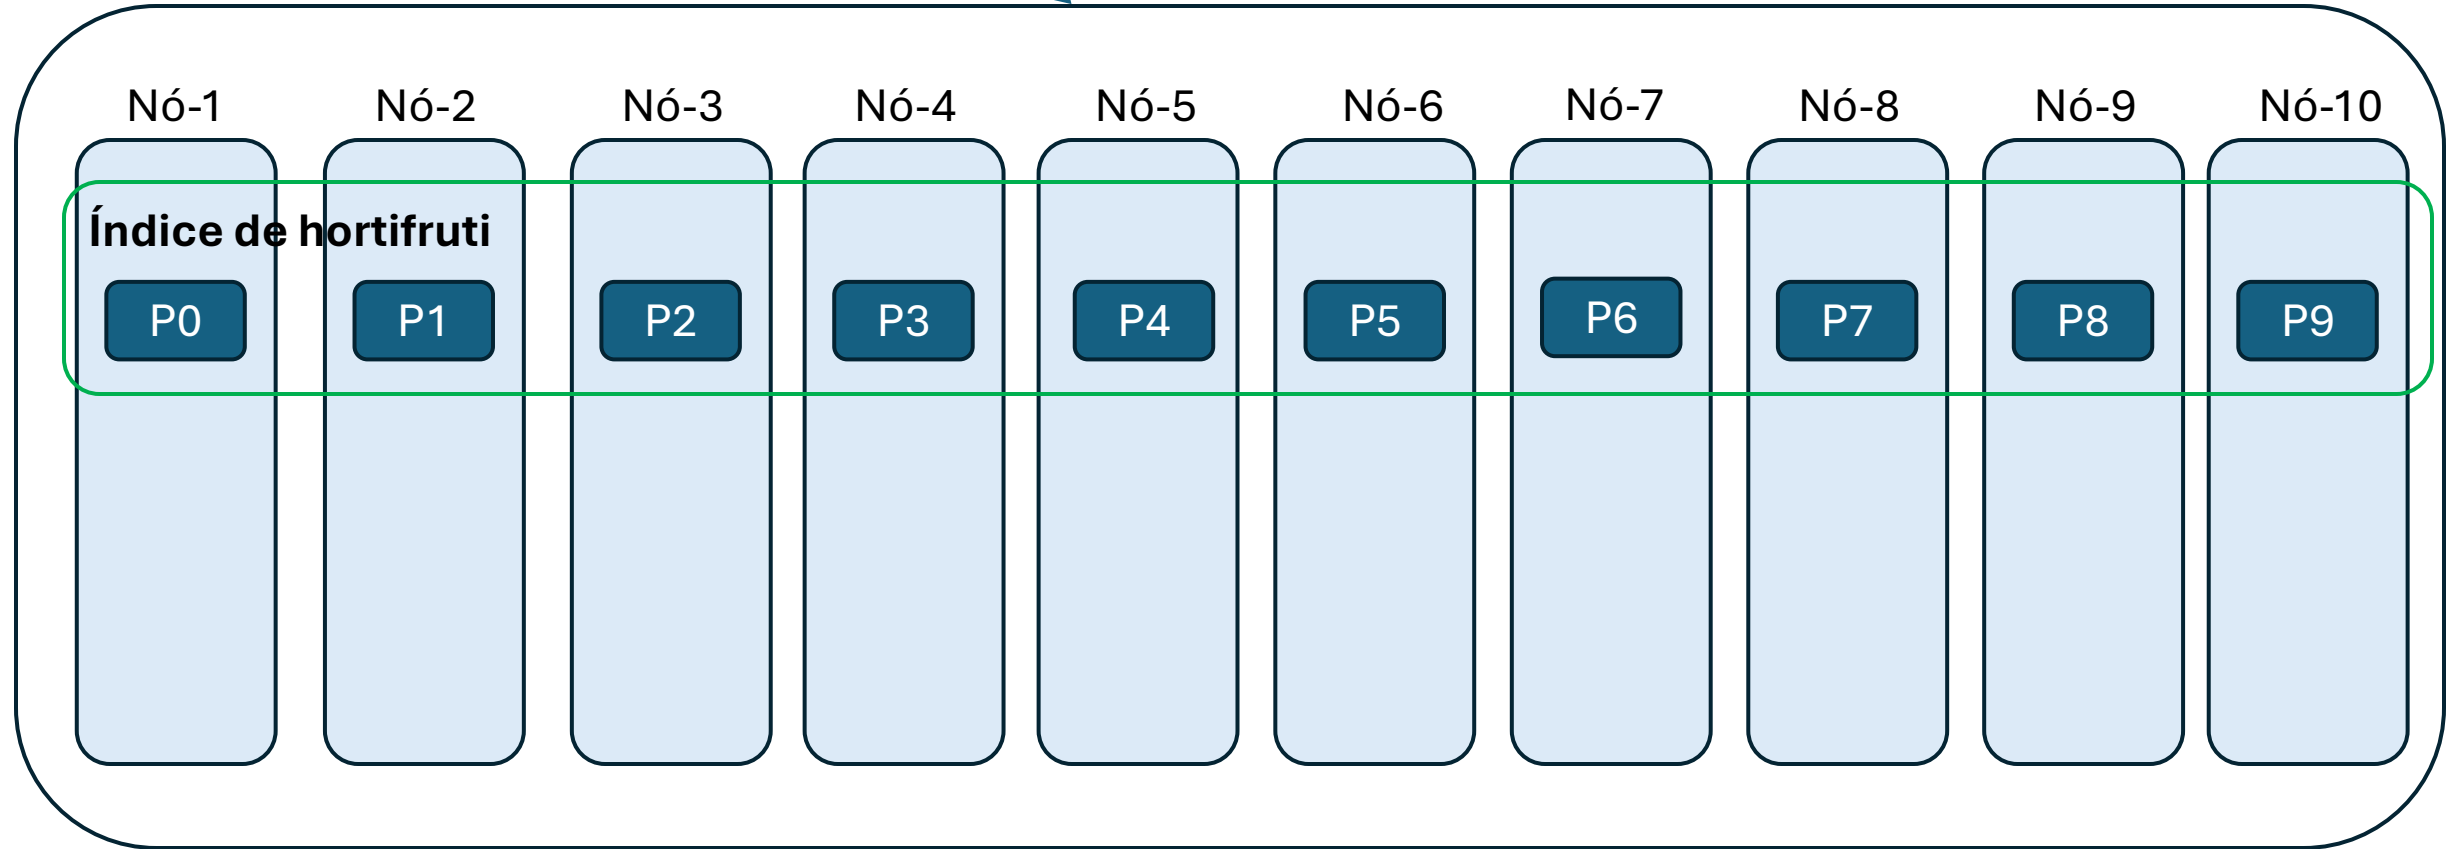 Nó-1 Nó-2 Nó-3 Nó-4 Nó-5 Nó-6 Nó-7 Nó-8 Nó-9 Nó-10
Índice de hortifruti
P0 P1 P2 P3 P4 P5 P6 P7 P8 P9